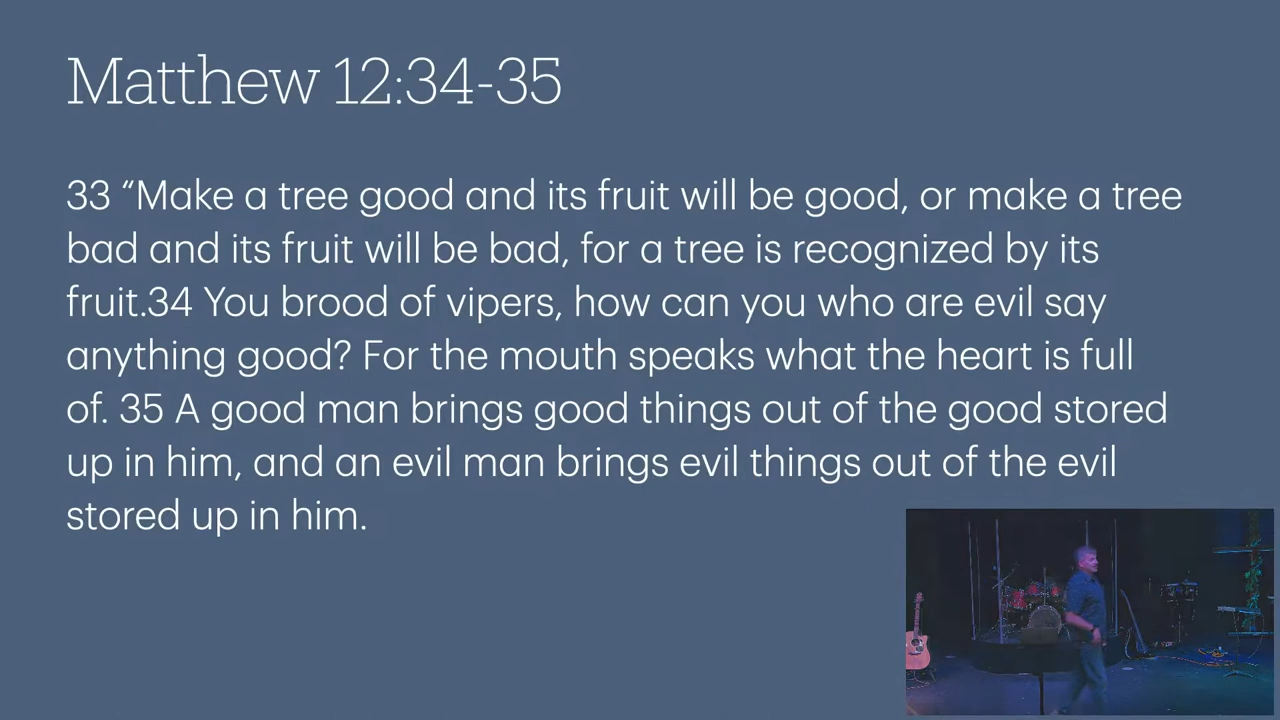 Matthew 12:34-35
33 “Make a tree good and its fruit will be good, or make a tree
bad and its fruit will be bad, for a tree is recognized by its
fruit.34 You brood of vipers, how can you who are evil say
anything good? For the mouth speaks what the heart is full
of. 35 A good man brings good things out of the good stored
up in him, and an evil man brings evil things out of the evil
stored up in him.